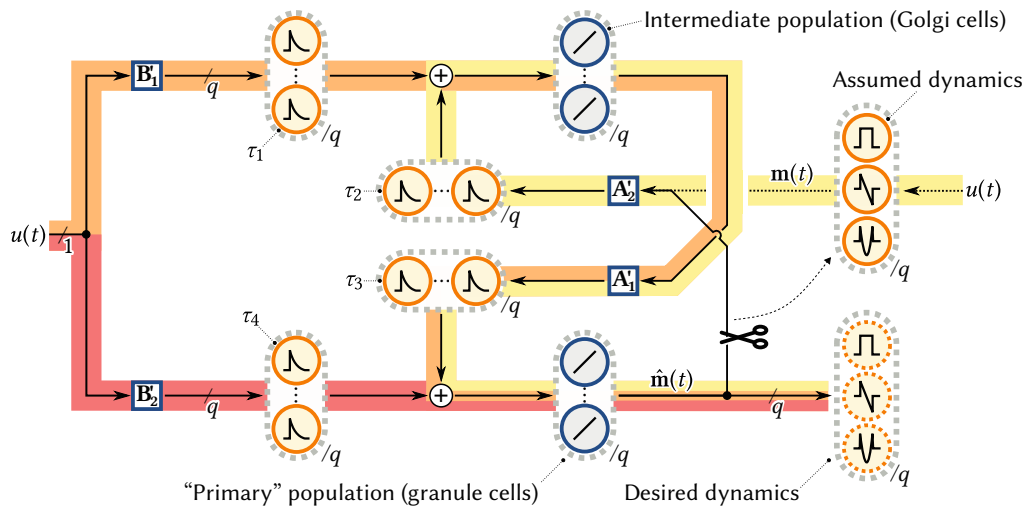 Intermediate population (Golgi cells)
B′1
q
/q
τ1
Assumed dynamics
m(t)
u(t)
/q
τ2
/q
A′2
u(t)
1
τ3
/q
A′1
τ4
B′2
q
/q
m̂(t)
q
/q
/q
"Primary" population (granule cells)
Desired dynamics